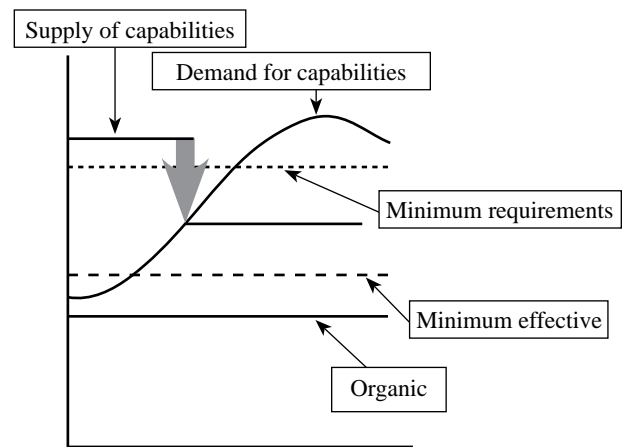 Supply of capabilities
Demand for capabilities
Minimum requirements
Minimum effective
Organic